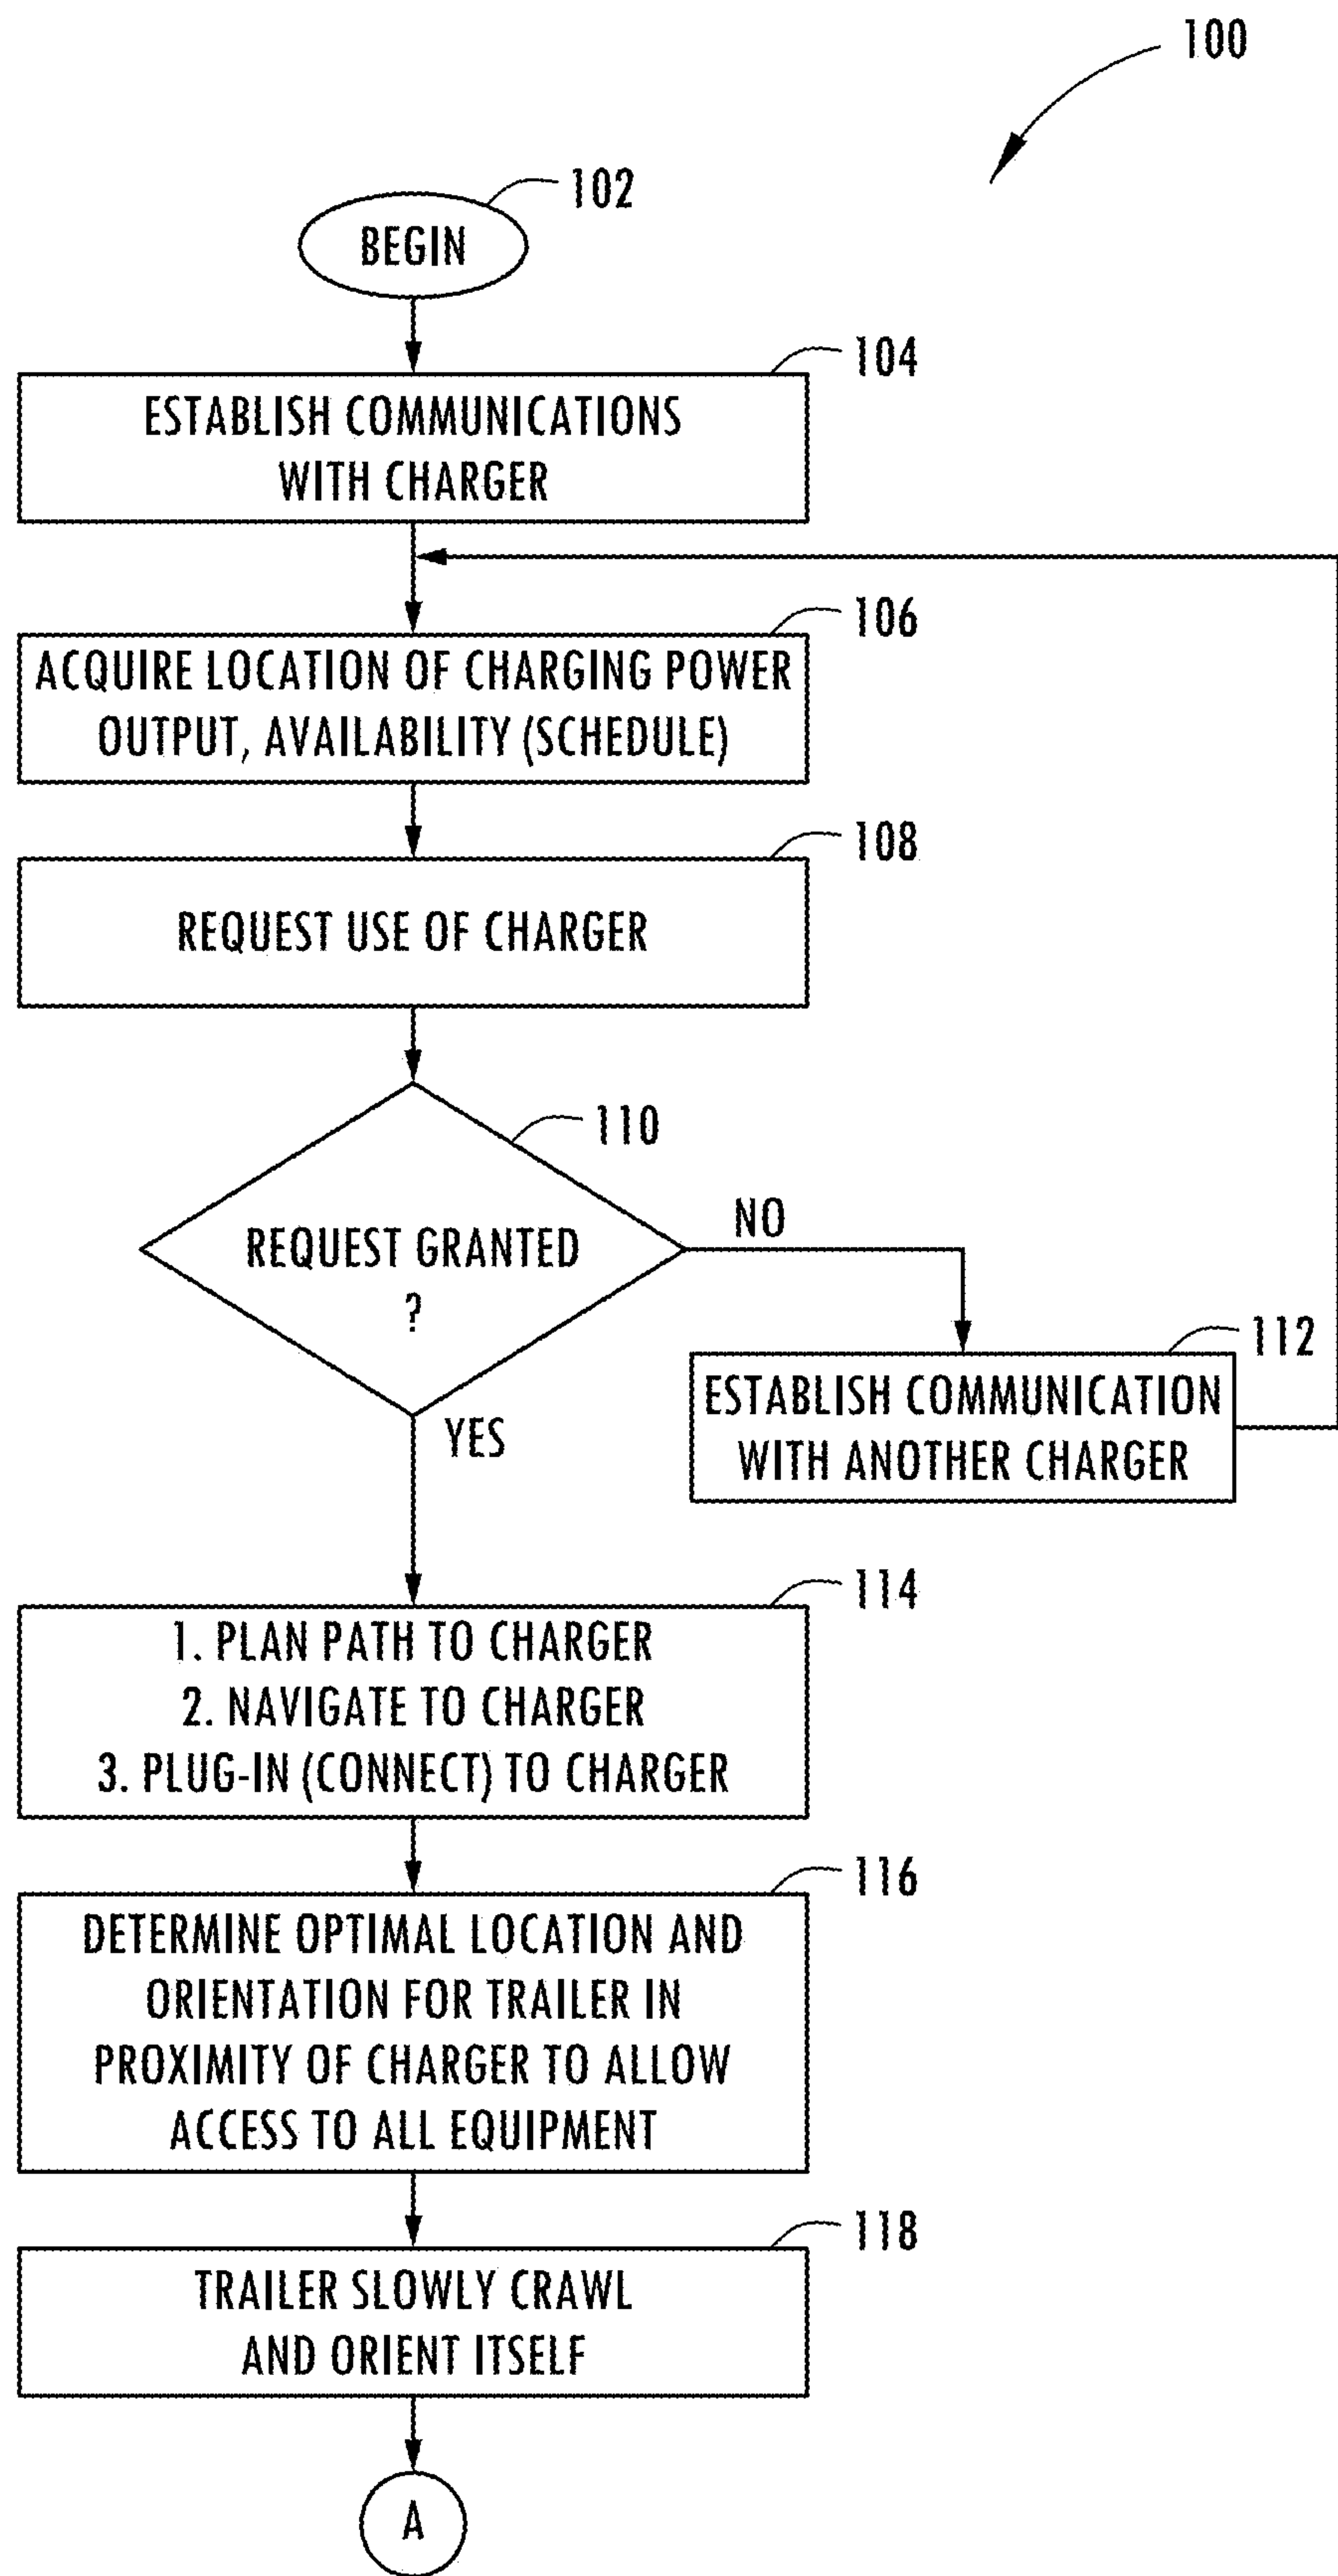 100
102
BEGIN
104
ESTABLISH COMMUNICATIONS
WITH CHARGER
106
ACQUIRE LOCATION OF CHARGING POWER
OUTPUT, AVAILABILITY (SCHEDULE)
108
REQUEST USE OF CHARGER
110
REQUEST GRANTED
?
NO
YES
112
ESTABLISH COMMUNICATION
WITH ANOTHER CHARGER
114
1. PLAN PATH TO CHARGER
2. NAVIGATE TO CHARGER
3. PLUG-IN (CONNECT) TO CHARGER
116
DETERMINE OPTIMAL LOCATION AND
ORIENTATION FOR TRAILER IN
PROXIMITY OF CHARGER TO ALLOW
ACCESS TO ALL EQUIPMENT
118
TRAILER SLOWLY CRAWL
AND ORIENT ITSELF
A